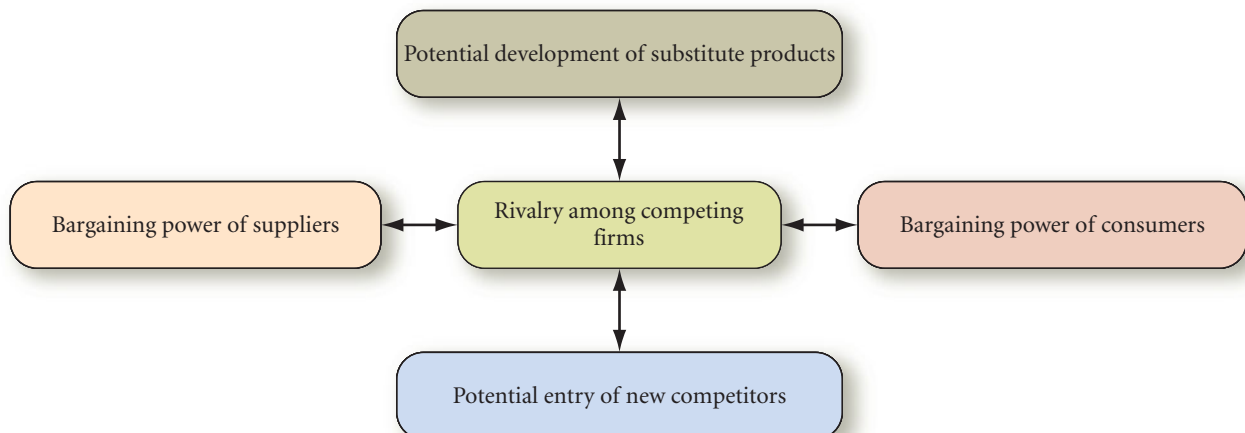 Potential development of substitute products
Bargaining power of suppliers
Rivalry among competing
firms
Bargaining power of consumers
Potential entry of new competitors